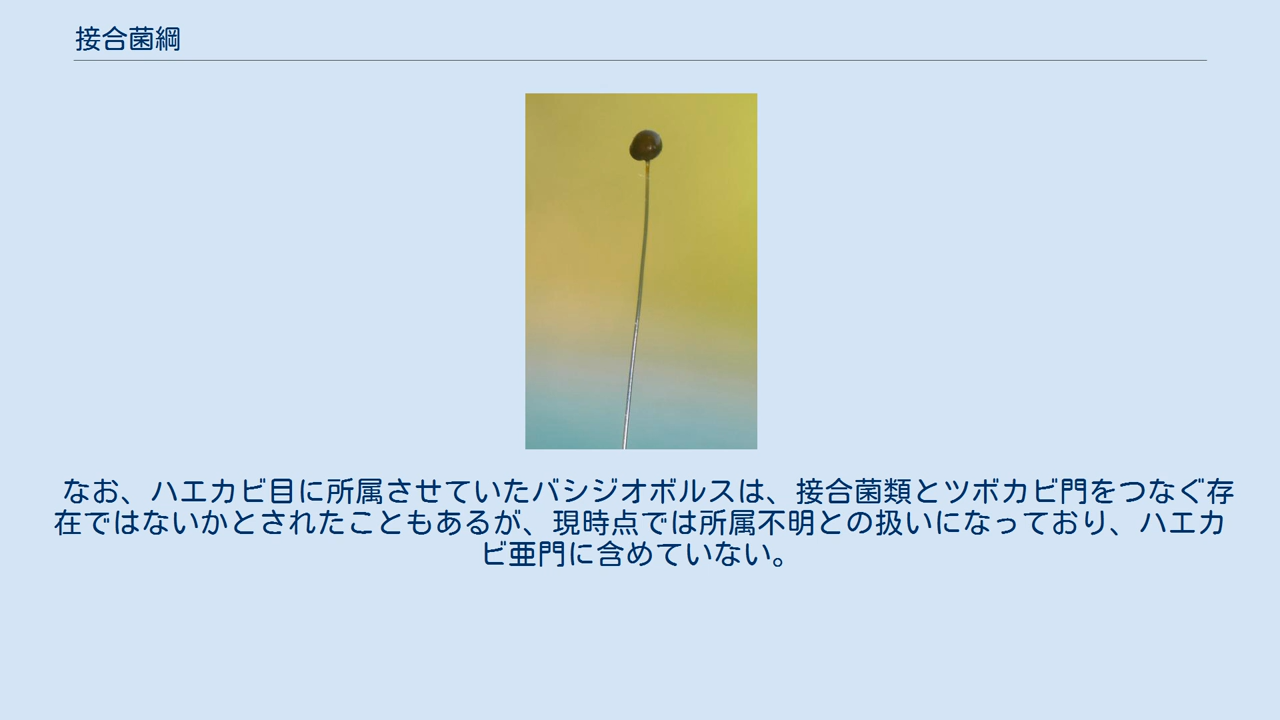 接合菌綱
なお、ハエカビ目に所属させていたバシジオボルスは、接合菌類とツボカビ門をつなぐ存
在ではないかとされたこともあるが、現時点では所属不明との扱いになっており、ハエカ
ビ亜門に含めていない。